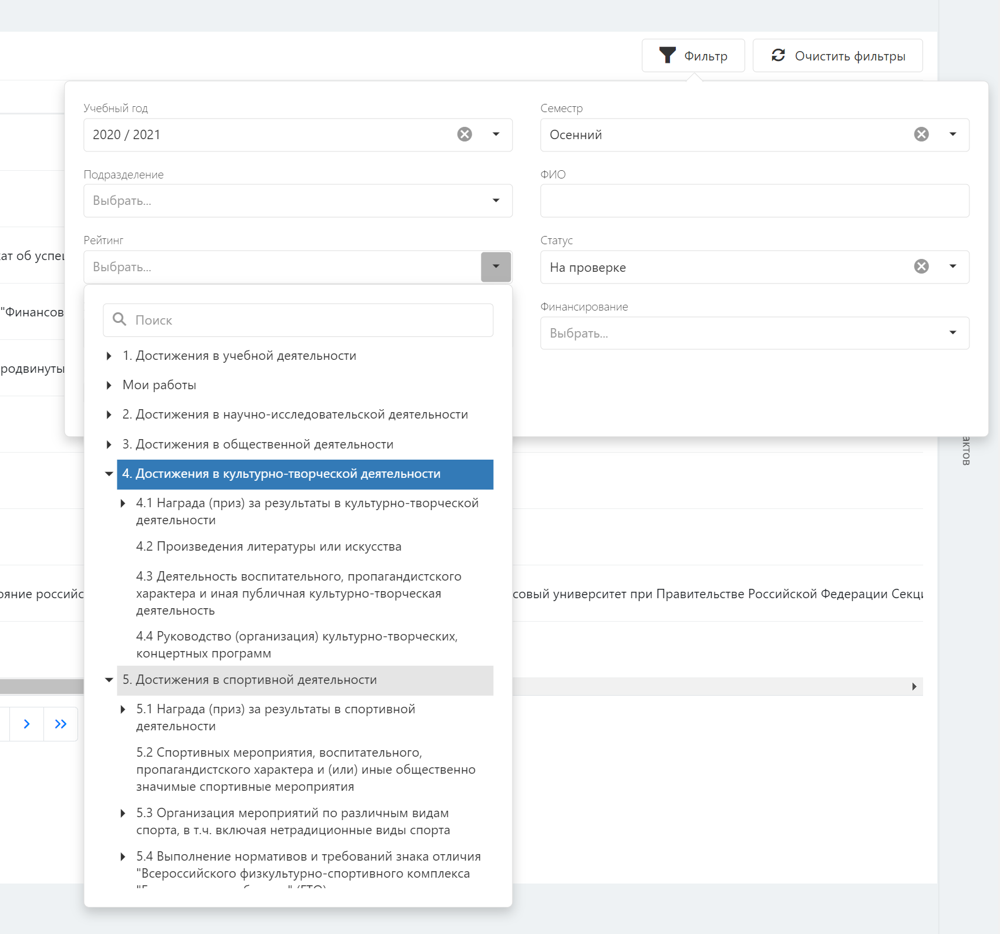 Фильтр
Очистить фильтры
Учебный год
Семестр
2020 / 2021
Осенний
Подразделение
ФИО
Выбрать...
Рейтинг
Статус
Выбрать...
На проверке
Финансирование
Выбрать...
Поиск
1. Достижения в учебной деятельности
Мои работы
2. Достижения в научно-исследовательской деятельности
3. Достижения в общественной деятельности
4. Достижения в культурно-творческой деятельности
4.1 Награда (приз) за результаты в культурно-творческой
деятельности
4.2 Произведения литературы или искусства
4.3 Деятельность воспитательного, пропагандистского
характера и иная публичная культурно-творческая
деятельность
4.4 Руководство (организация) культурно-творческих,
концертных программ
5. Достижения в спортивной деятельности
5.1 Награда (приз) за результаты в спортивной
деятельности
5.2 Спортивных мероприятия, воспитательного,
пропагандистского характера и (или) иные общественно
значимые спортивные мероприятия
5.3 Организация мероприятий по различным видам
спорта, в т.ч. включая нетрадиционные виды спорта
5.4 Выполнение нормативов и требований знака отличия
"Всероссийского физкультурно-спортивного комплекса
ат об успе
"Финансов
родвинуты
яние российс
совый университет при Правительстве Российской Федерации Секц
актов